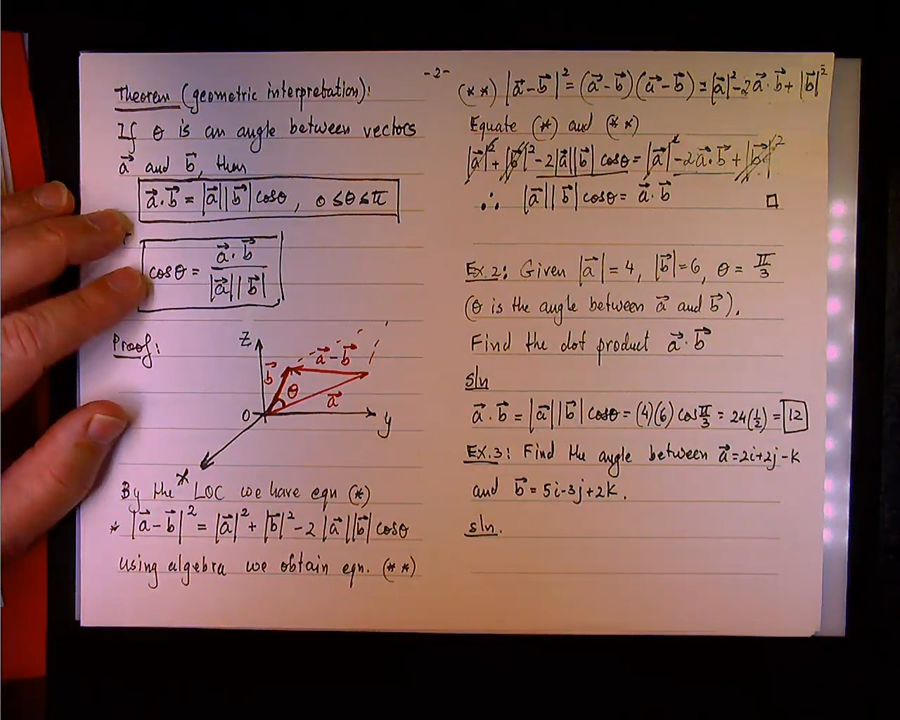 -2-
Theorem (geometric interpretation):
If θ is an angle between vectors
a⃗ and b⃗, then
a⃗·b⃗ = |a⃗||b⃗| cosθ, 0≤θ≤π
cosθ = a⃗·b⃗ / |a⃗||b⃗|
Proof:
z
b⃗
a⃗-b⃗
θ
a⃗
0
y
x
By the LOC we have eqn (*)
* |a⃗-b⃗|² = |a⃗|²+|b⃗|²-2|a⃗||b⃗|cosθ
using algebra we obtain eqn. (**)
(**) |a⃗-b⃗|² = (a⃗-b⃗)(a⃗-b⃗) = |a⃗|²-2a⃗·b⃗+|b⃗|²
Equate (*) and (**)
|a⃗|²+|b⃗|²-2|a⃗||b⃗| cosθ = |a⃗|²-2a⃗·b⃗+|b⃗|²
∴ |a⃗||b⃗|cosθ = a⃗·b⃗ □
EX.2: Given |a⃗|=4, |b⃗|=6, θ=π/3
(θ is the angle between a⃗ and b⃗).
Find the dot product a⃗·b⃗
sln
a⃗·b⃗ = |a⃗||b⃗| cosθ = (4)(6) cos π/3 = 24(1/2) = 12
EX.3: Find the angle between a⃗=2i+2j-k
and b⃗=5i-3j+2k.
sln.